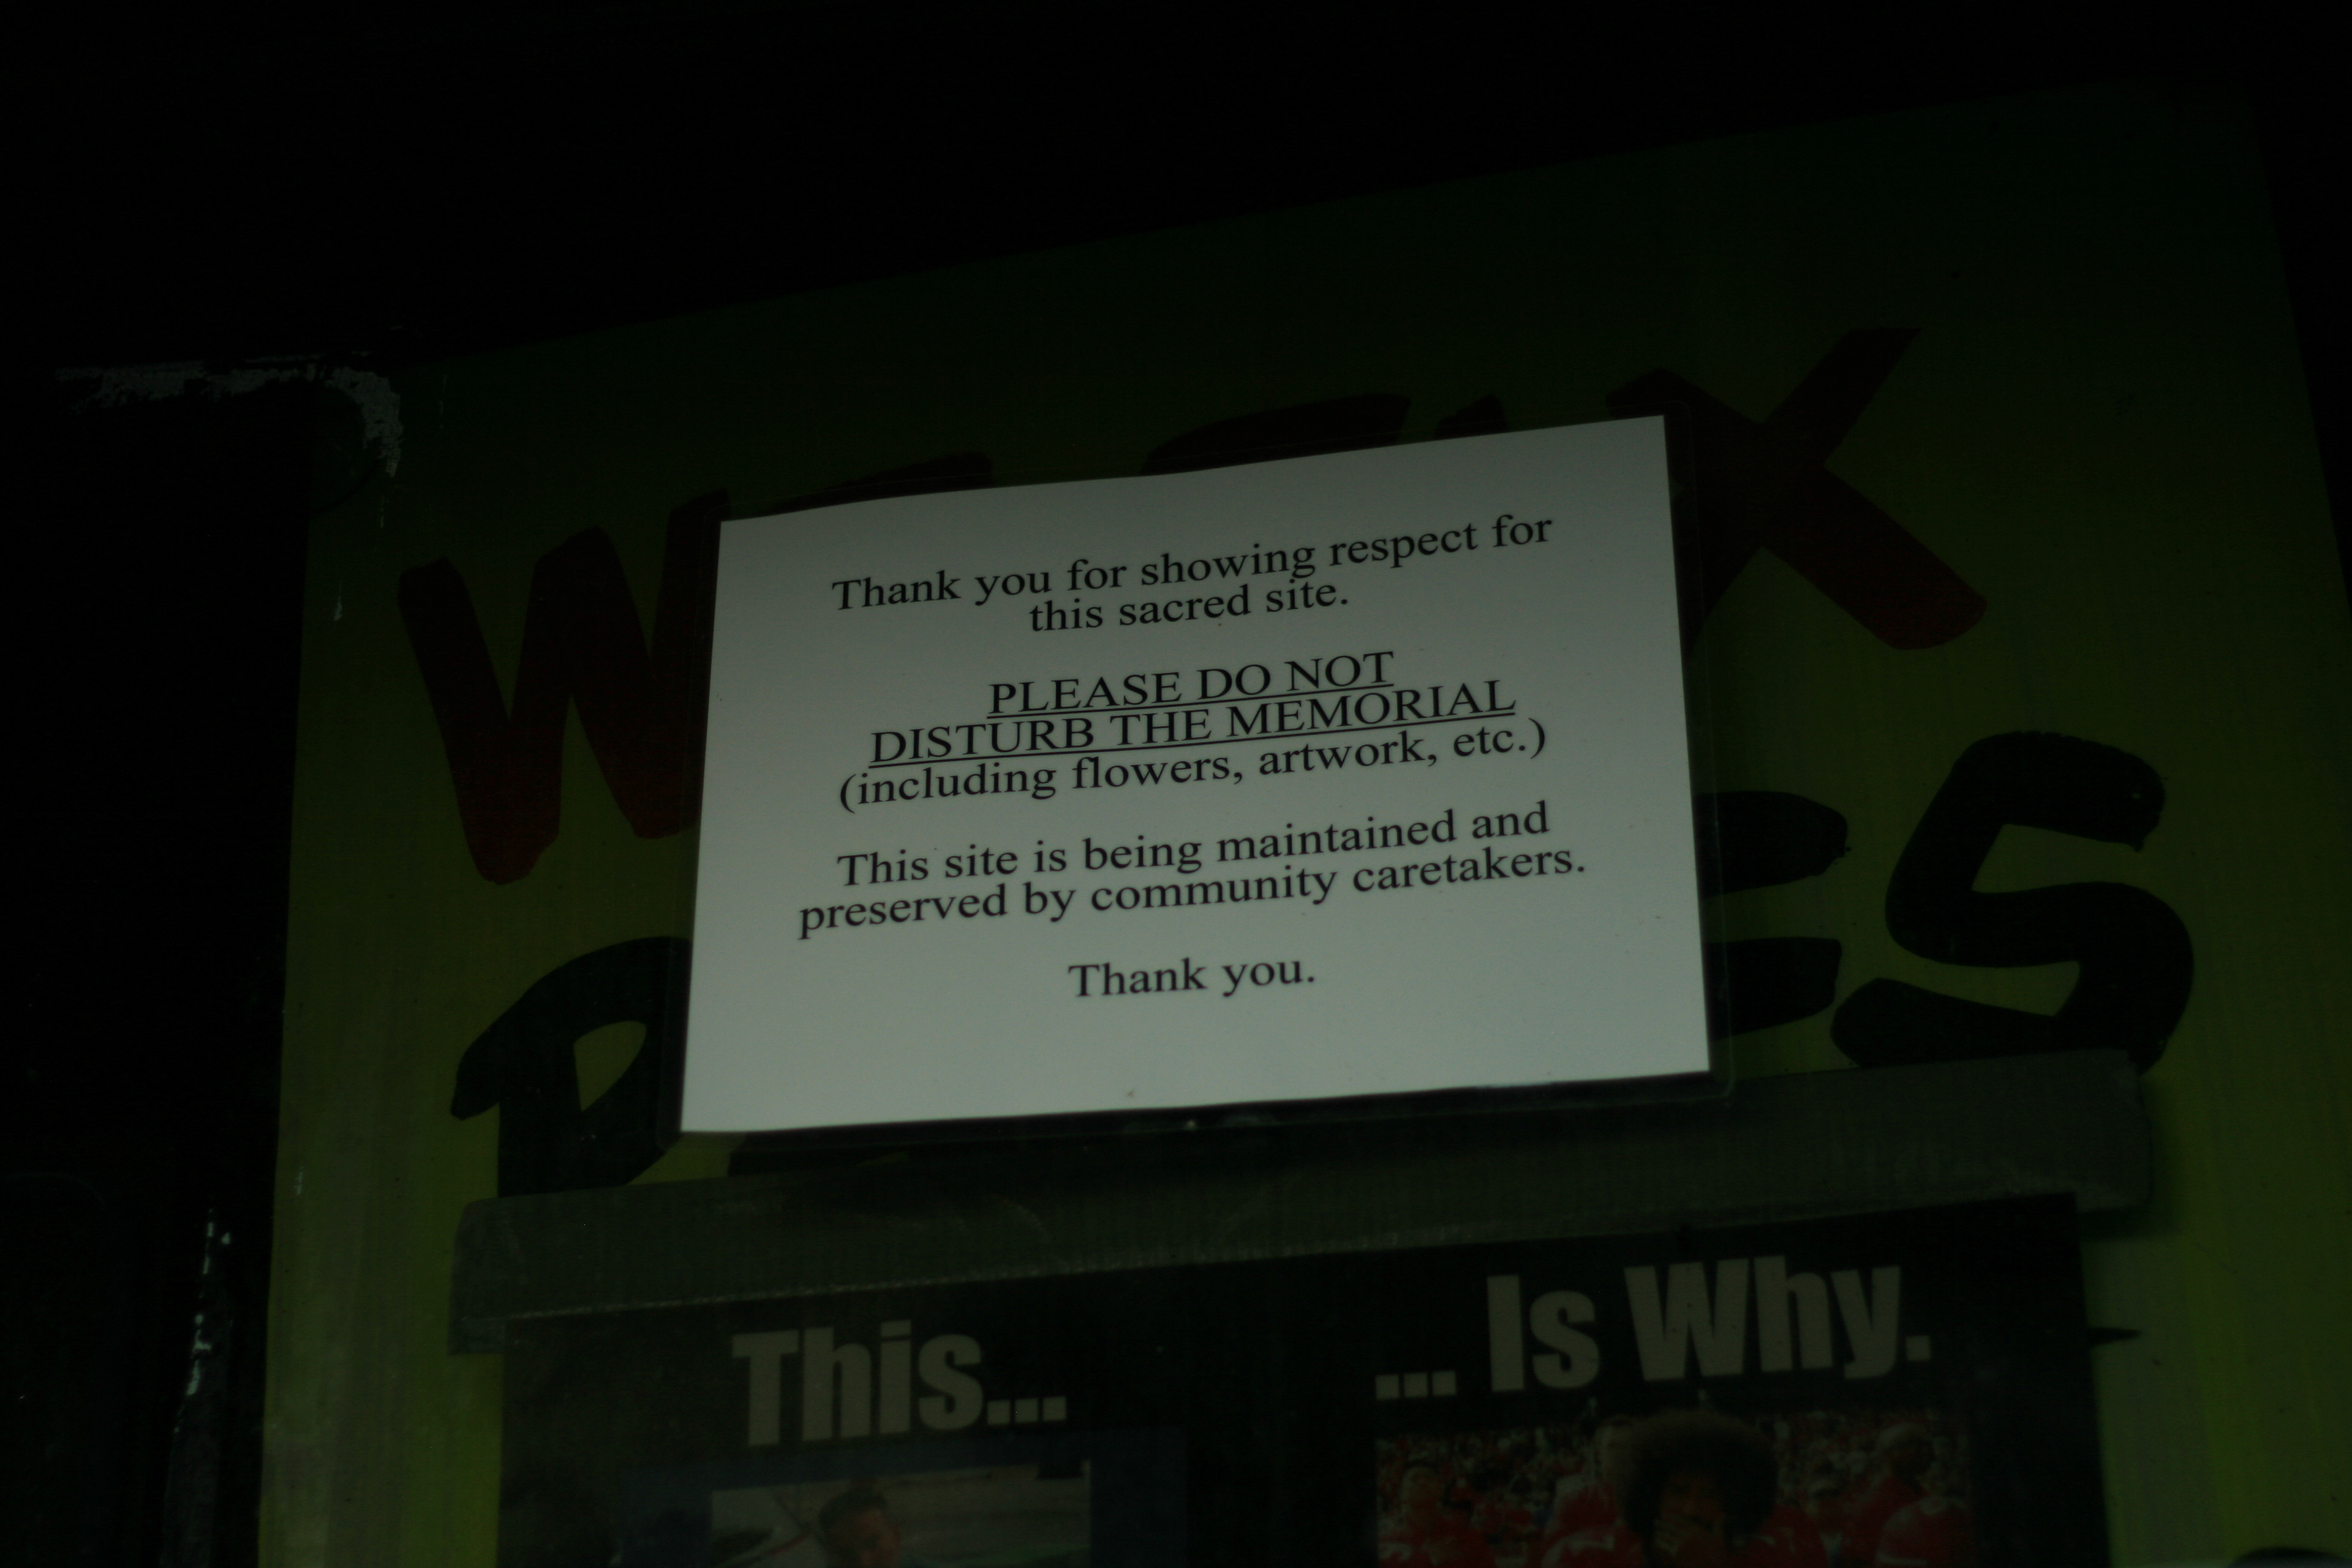 Thank you for showing respect for
this sacred site.
PLEASE DO NOT
DISTURB THE MEMORIAL
(including flowers, artwork, etc.)
This site is being maintained and
preserved by community caretakers.
Thank you.
This...
... Is Why.